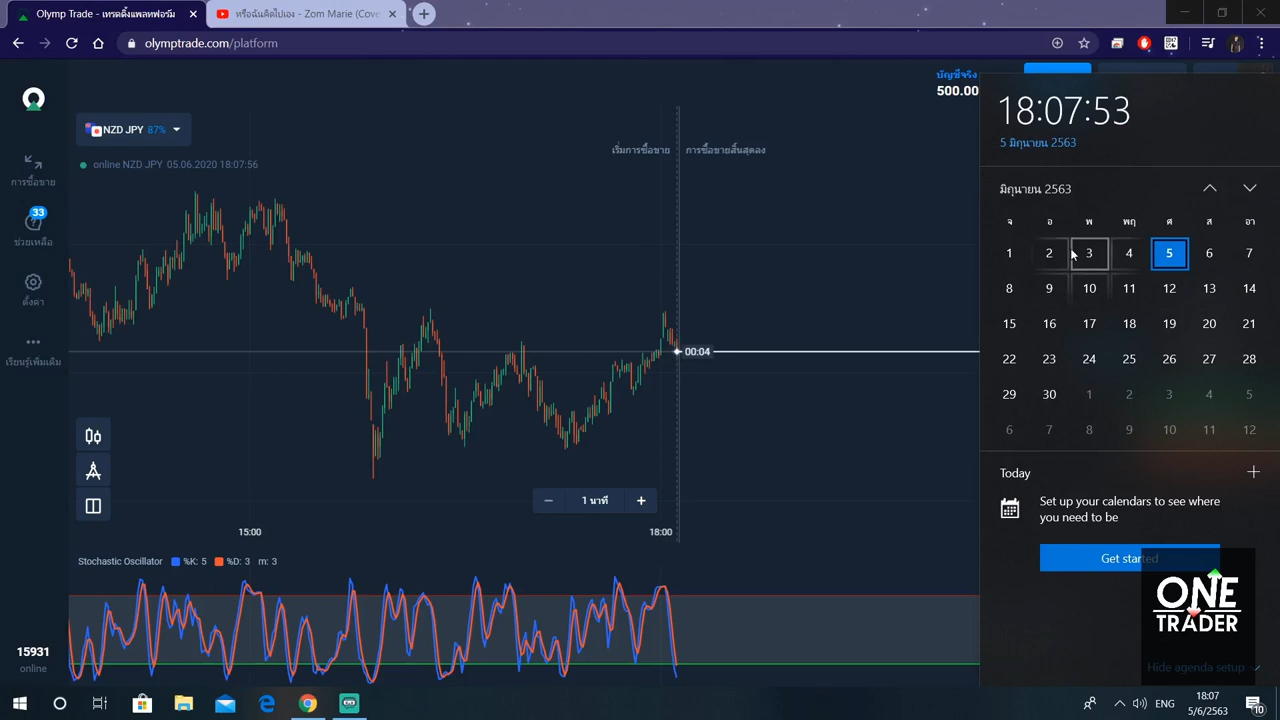 Olymp Trade - เทรดดิ้งแพลทฟอร์ม
หรือฉันคิดไปเอง - Zom Marie (Cove
olymptrade.com/platform
บัญชีจริง
500.00
NZD JPY 87%
online NZD JPY 05.06.2020 18:07:56
เริ่มการซื้อขาย
การซื้อขายสิ้นสุดลง
การซื้อขาย
33
ช่วยเหลือ
ตั้งค่า
เรียนรู้เพิ่มเติม
00:04
1 นาที
15:00
18:00
Stochastic Oscillator %K: 5 %D: 3 m: 3
15931
online
18:07:53
5 มิถุนายน 2563
มิถุนายน 2563
จ อ พ พฤ ศ ส อา
1 2 3 4 5 6 7
8 9 10 11 12 13 14
15 16 17 18 19 20 21
22 23 24 25 26 27 28
29 30 1 2 3 4 5
6 7 8 9 10 11 12
Today
Set up your calendars to see where
you need to be
Get started
ONE
TRADER
Hide agenda setup
ENG
18:07
5/6/2563
10